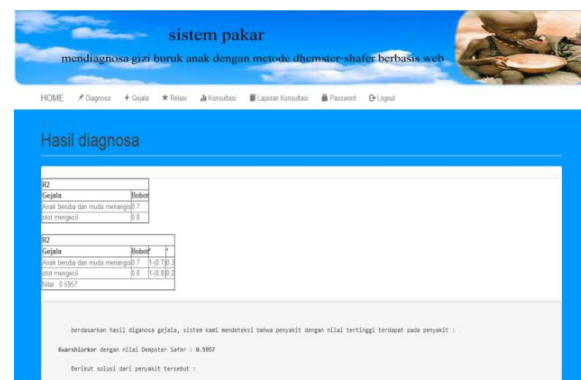 sistem pakar
mendiagnosa gizi buruk anak dengan metode dhemster-shafer berbasis web
HOME Diagnosa Gejala Relasi Konsultasi Laporan Konsultasi Password Logout
Hasil diagnosa
R2
Gejala Bobot
Anak beruba dan muda menangis 0.7
otot mengecil 0.8
R2
Gejala Bobot * *
Anak beruba dan muda menangis 0.7 1-(0.7) 0.3
otot mengecil 0.8 1-(0.8) 0.2
Nilai : 0.5957
berdasarkan hasil diganosa gejala, sistem kami mendeteksi bahwa penyakit dengan nilai tertinggi terdapat pada penyakit :
Kwarshiorkor dengan nilai Dempster Safer : 0.5957
Berikut solusi dari penyakit tersebut :